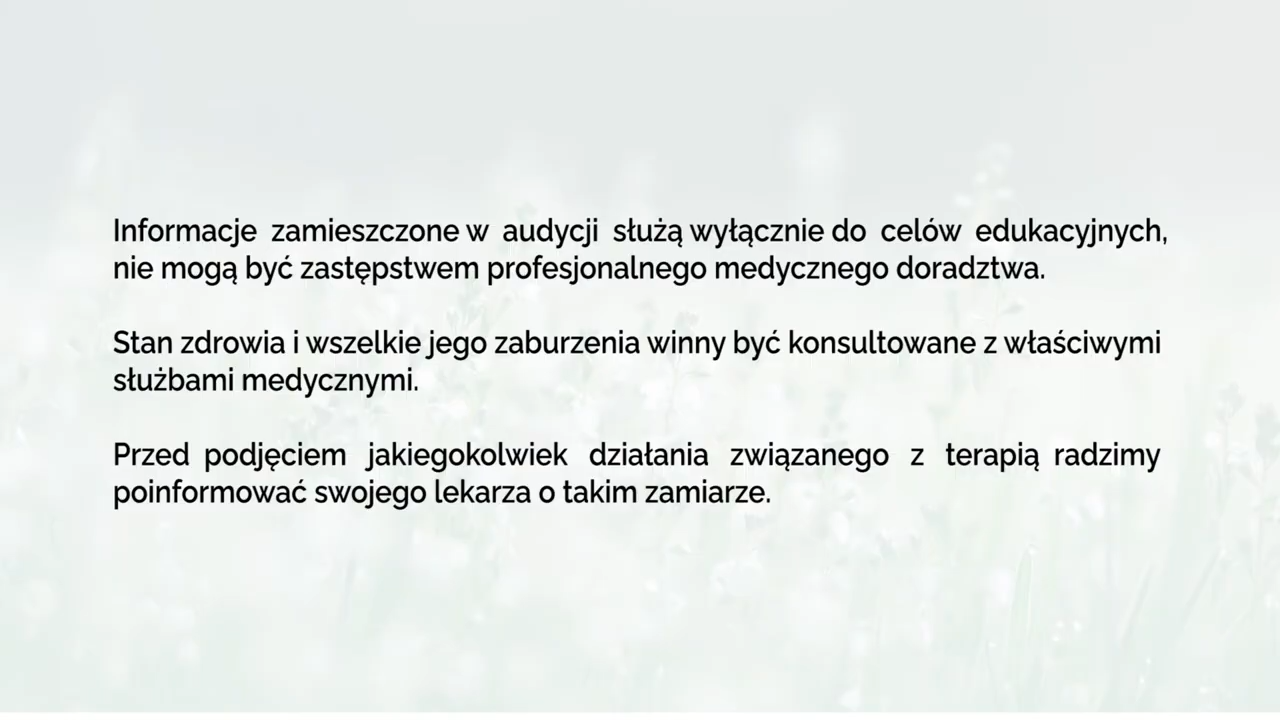 Informacje zamieszczone w audycji służą wyłącznie do celów edukacyjnych,
nie mogą być zastępstwem profesjonalnego medycznego doradztwa.
Stan zdrowia i wszelkie jego zaburzenia winny być konsultowane z właściwymi
służbami medycznymi.
Przed podjęciem jakiegokolwiek działania związanego z terapią radzimy
poinformować swojego lekarza o takim zamiarze.